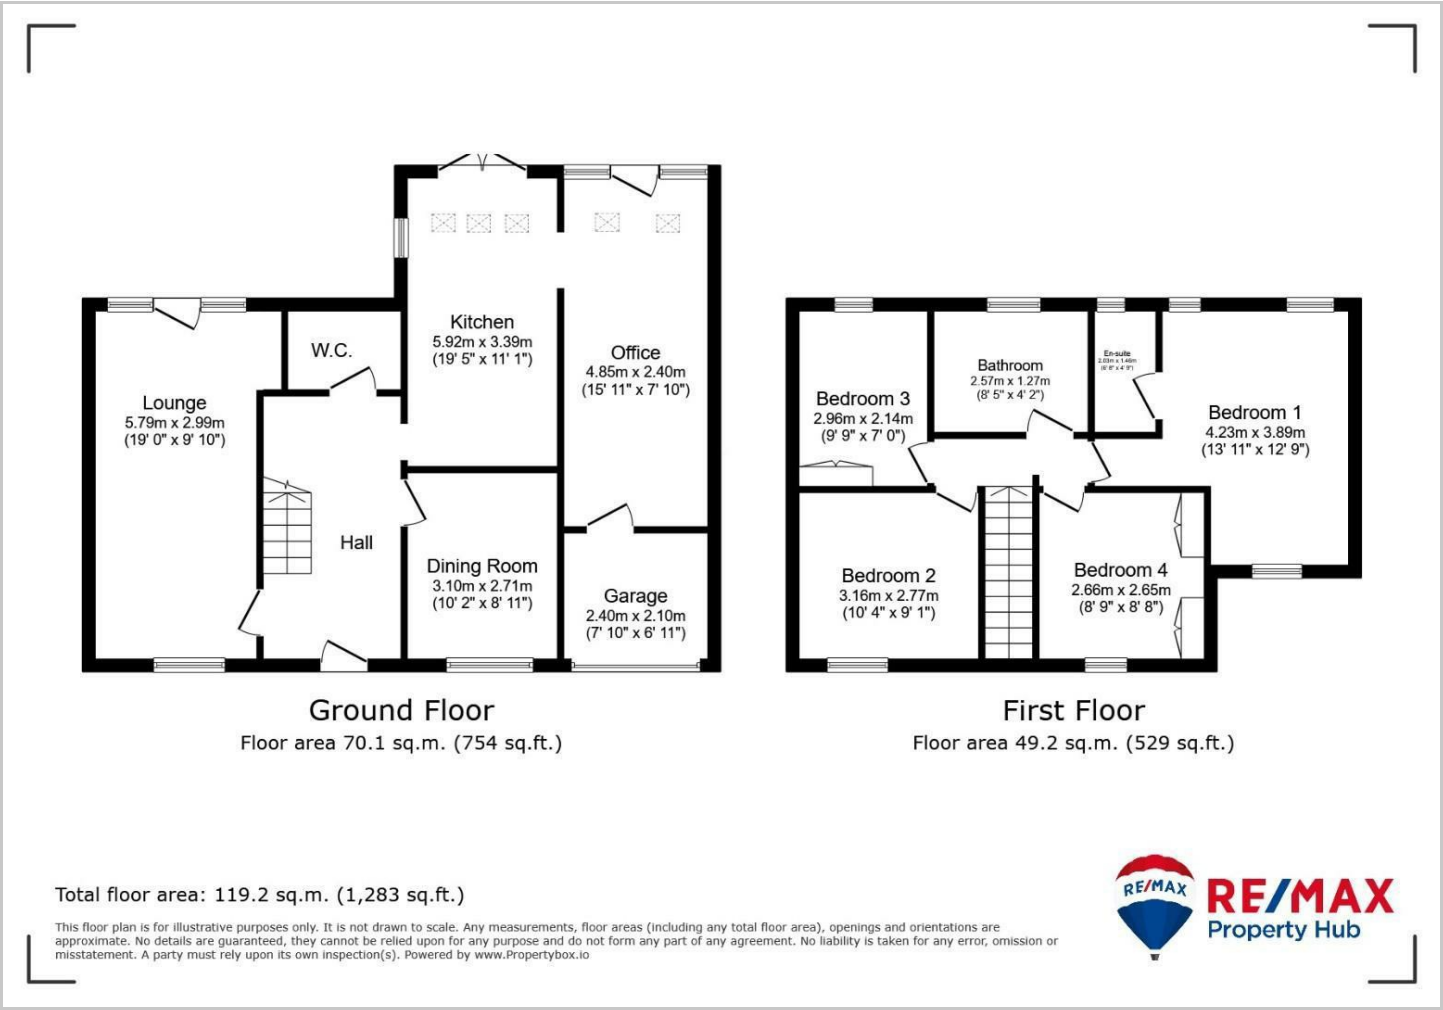 Kitchen
5.92m x 3.39m
(19' 5" x 11' 1")
W.C.
Office
4.85m x 2.40m
(15' 11" x 7' 10")
Lounge
5.79m x 2.99m
(19' 0" x 9' 10")
Hall
Dining Room
3.10m x 2.71m
(10' 2" x 8' 11")
Garage
2.40m x 2.10m
(7' 10" x 6' 11")
Ground Floor
Floor area 70.1 sq.m. (754 sq.ft.)
En-suite
2.03m x 1.46m
(6' 8" x 4' 9")
Bathroom
2.57m x 1.27m
(8' 5" x 4' 2")
Bedroom 3
2.96m x 2.14m
(9' 9" x 7' 0")
Bedroom 1
4.23m x 3.89m
(13' 11" x 12' 9")
Bedroom 2
3.16m x 2.77m
(10' 4" x 9' 1")
Bedroom 4
2.66m x 2.65m
(8' 9" x 8' 8")
First Floor
Floor area 49.2 sq.m. (529 sq.ft.)
Total floor area: 119.2 sq.m. (1,283 sq.ft.)
This floor plan is for illustrative purposes only. It is not drawn to scale. Any measurements, floor areas (including any total floor area), openings and orientations are
approximate. No details are guaranteed, they cannot be relied upon for any purpose and do not form any part of any agreement. No liability is taken for any error, omission or
misstatement. A party must rely upon its own inspection(s). Powered by www.Propertybox.io
RE/MAX
RE/MAX
Property Hub